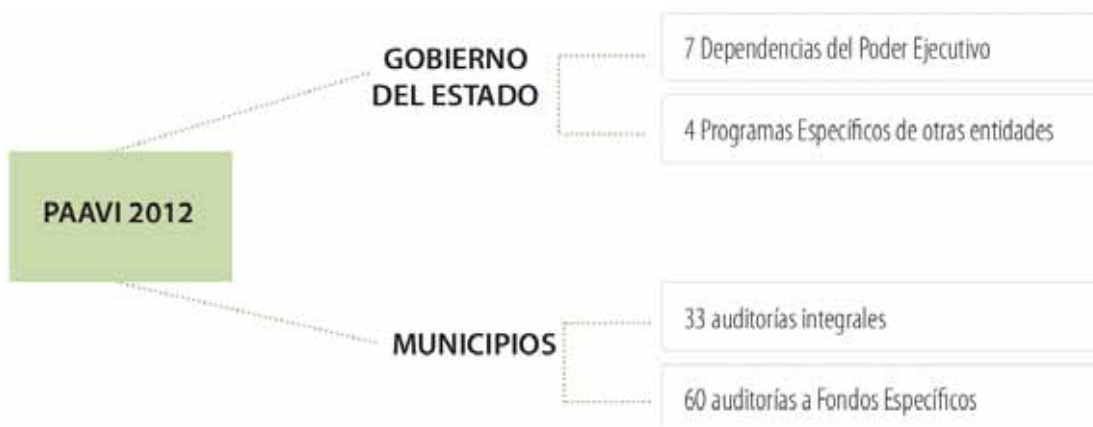 GOBIERNO
DEL ESTADO
7 Dependencias del Poder Ejecutivo
4 Programas Específicos de otras entidades
PAAVI 2012
MUNICIPIOS
33 auditorías integrales
60 auditorías a Fondos Específicos